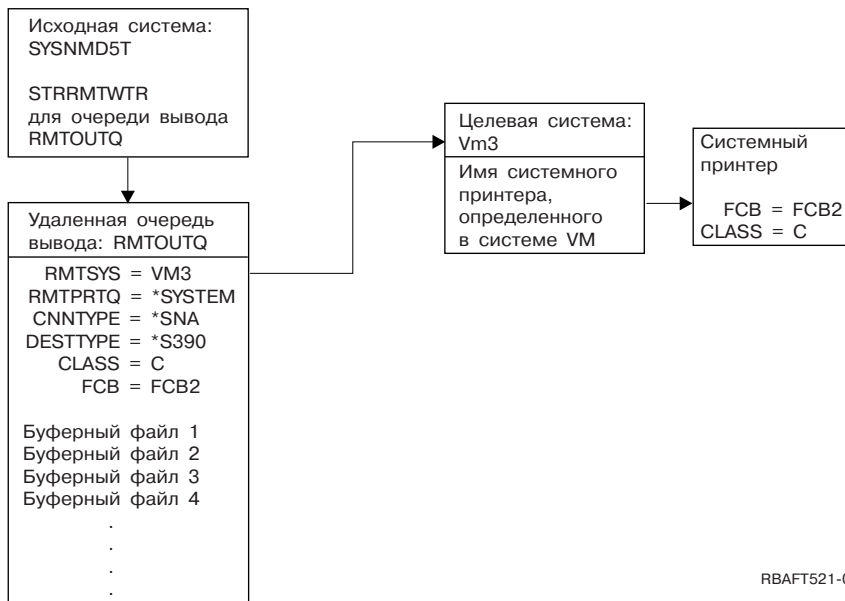 Исходная система:
SYSNMD5T
STRRMTWTR
для очереди вывода
RMTOUTQ
Удаленная очередь
вывода: RMTOUTQ
RMTSYS = VM3
RMTPRTQ = *SYSTEM
CNNTYPE = *SNA
DESTTYPE = *S390
CLASS = C
FCB = FCB2
Буферный файл 1
Буферный файл 2
Буферный файл 3
Буферный файл 4
.
.
.
.
Целевая система:
Vm3
Имя системного
принтера,
определенного
в системе VM
Системный
принтер
FCB = FCB2
CLASS = C